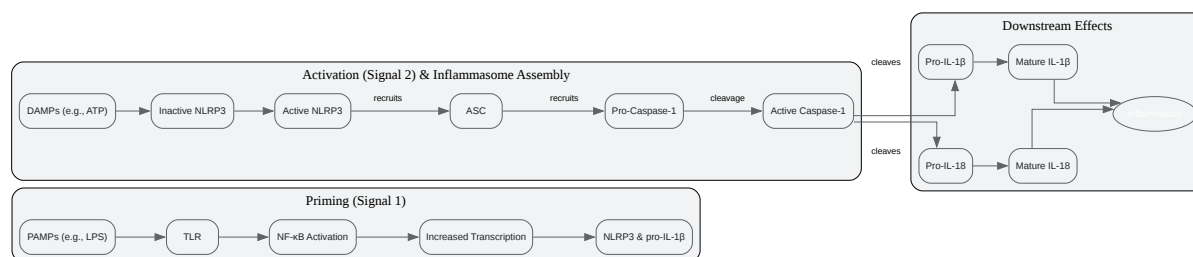 Downstream Effects
cleaves
Pro-IL-1β
Mature IL-1β
Activation (Signal 2) & Inflammasome Assembly
DAMPs (e.g., ATP)
Inactive NLRP3
Active NLRP3
recruits
ASC
recruits
Pro-Caspase-1
cleavage
Active Caspase-1
cleaves
Pro-IL-18
Mature IL-18
Priming (Signal 1)
PAMPs (e.g., LPS)
TLR
NF-κB Activation
Increased Transcription
NLRP3 & pro-IL-1β